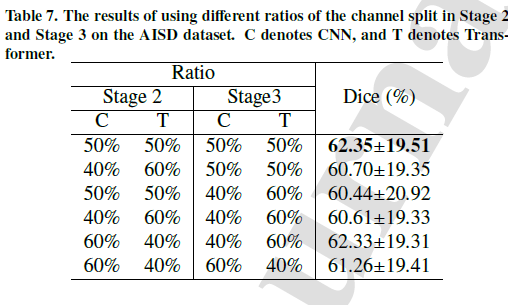 Table 7. The results of using different ratios of the channel split in Stage 2
and Stage 3 on the AISD dataset. C denotes CNN, and T denotes Trans-
former.
Ratio
Stage 2 Stage3 Dice (%)
C T C T
50% 50% 50% 50% 62.35±19.51
40% 60% 50% 50% 60.70±19.35
50% 50% 40% 60% 60.44±20.92
40% 60% 40% 60% 60.61±19.33
60% 40% 40% 60% 62.33±19.31
60% 40% 60% 40% 61.26±19.41